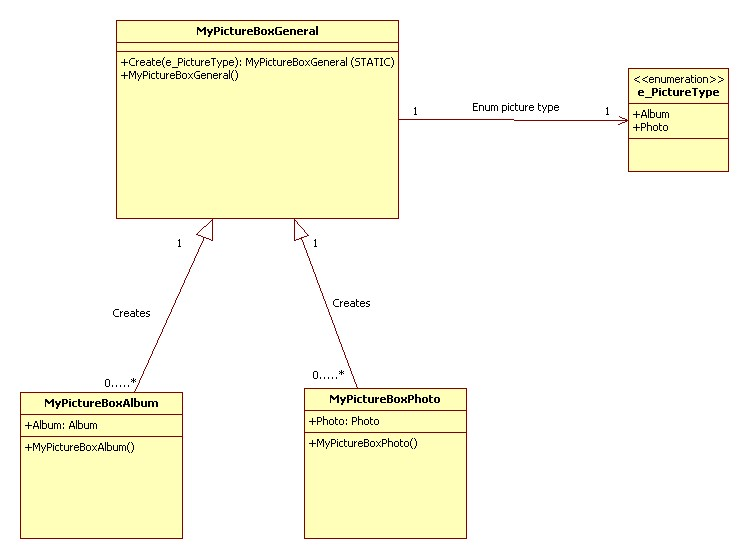 MyPictureBoxGeneral
+Create(e_PictureType): MyPictureBoxGeneral (STATIC)
+MyPictureBoxGeneral()
<<enumeration>>
e_PictureType
+Album
+Photo
1
Enum picture type
1
1
1
Creates
Creates
0.....*
0.....*
MyPictureBoxAlbum
+Album: Album
+MyPictureBoxAlbum()
MyPictureBoxPhoto
+Photo: Photo
+MyPictureBoxPhoto()